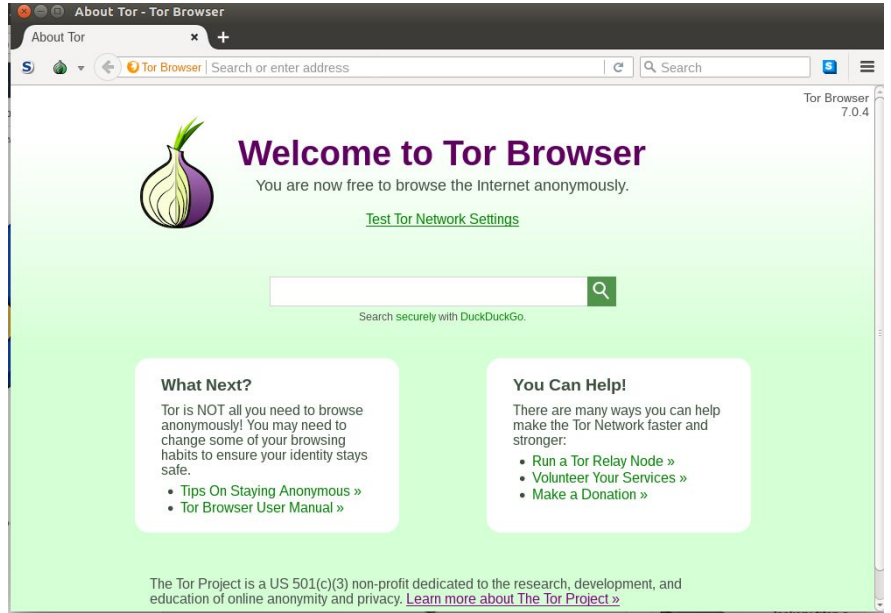 About Tor - Tor Browser
About Tor
Tor Browser Search or enter address Search
Tor Browser
7.0.4
Welcome to Tor Browser
You are now free to browse the Internet anonymously.
Test Tor Network Settings
Search securely with DuckDuckGo.
What Next?
Tor is NOT all you need to browse
anonymously! You may need to
change some of your browsing
habits to ensure your identity stays
safe.
• Tips On Staying Anonymous »
• Tor Browser User Manual »
You Can Help!
There are many ways you can help
make the Tor Network faster and
stronger:
• Run a Tor Relay Node »
• Volunteer Your Services »
• Make a Donation »
The Tor Project is a US 501(c)(3) non-profit dedicated to the research, development, and
education of online anonymity and privacy. Learn more about The Tor Project »